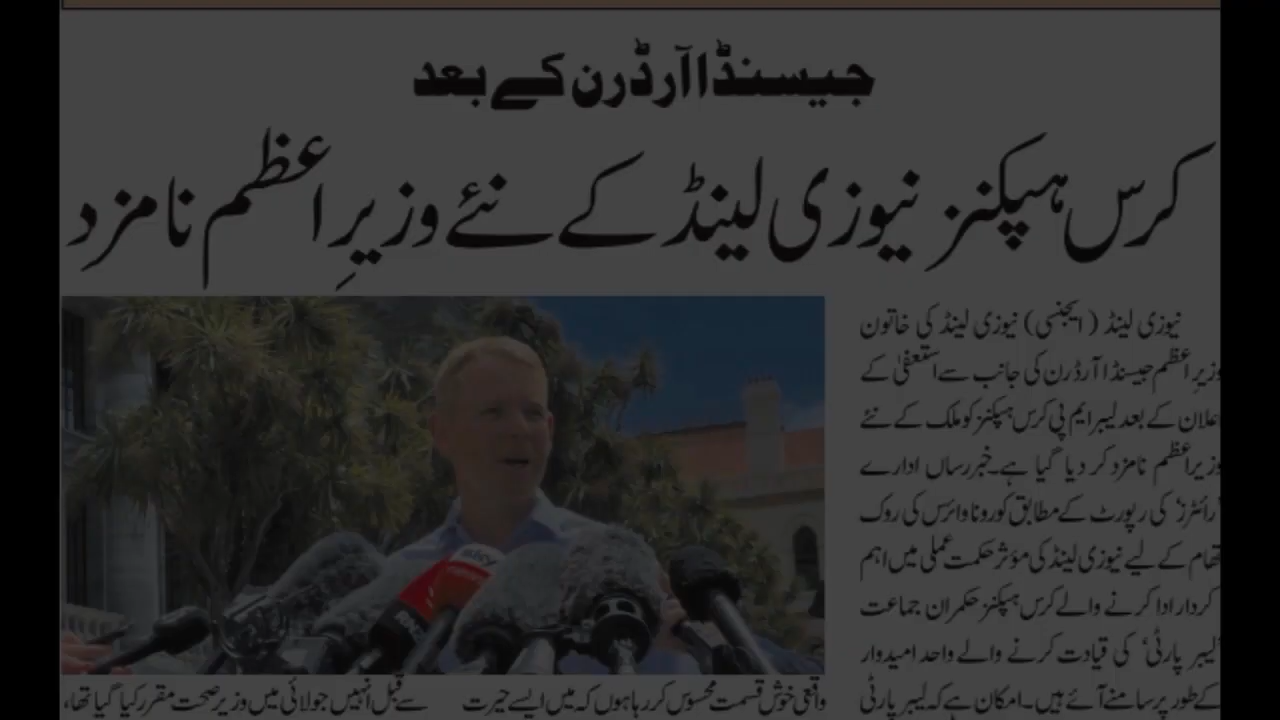 جیسنڈا آرڈرن کے بعد
کرس ہپکنز نیوزی لینڈ کے نئے وزیرِ اعظم نامزد
نیوزی لینڈ (ایجنسی) نیوزی لینڈ کی خاتون
وزیر اعظم جیسنڈا آرڈرن کی جانب سے استعفیٰ کے
اعلان کے بعد لیبر ایم پی کرس ہپکنز کو ملک کے نئے
وزیراعظم نامزد کر دیا گیا ہے۔خبررساں ادارے
’رائٹرز‘ کی رپورٹ کے مطابق کورونا وائرس کی روک
تھام کے لیے نیوزی لینڈ کی مؤثر حکمت عملی میں اہم
کردار ادا کرنے والے کرس ہپکنز حکمران جماعت
’لیبر پارٹی‘ کی قیادت کرنے والے واحد امیدوار
کے طور پر سامنے آئے ہیں۔امکان ہے کہ لیبر پارٹی
واقعی خوش قسمت محسوس کر رہا ہوں کہ میں ایسے حیرت
سے قبل انہیں جولائی میں وزیر صحت مقرر کیا گیا تھا،
sky
news